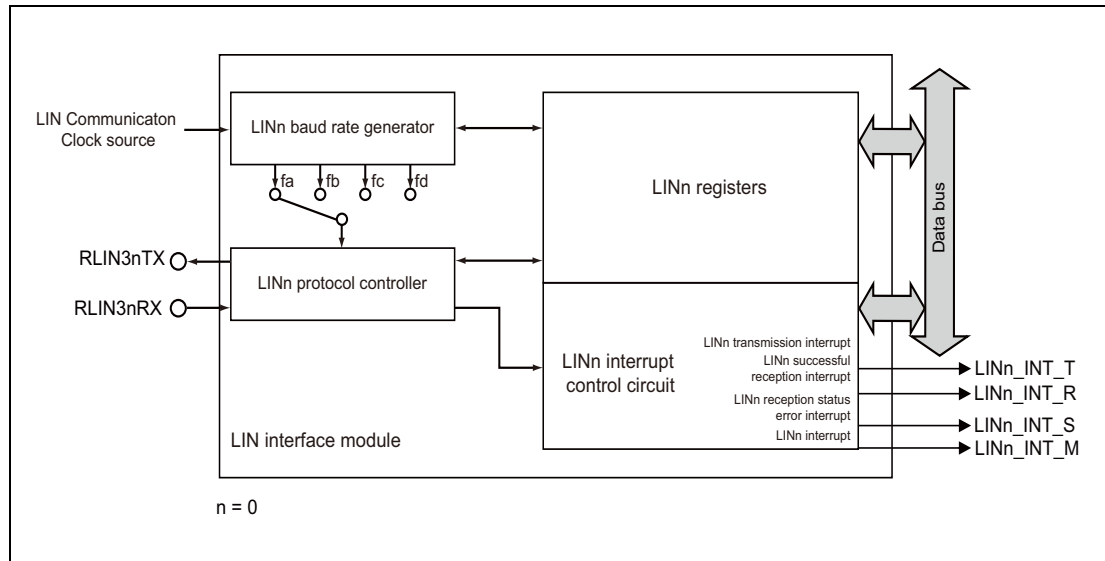 LIN Communicaton
Clock source
LINn baud rate generator
fa
fb
fc
fd
LINn registers
Data bus
RLIN3nTX
RLIN3nRX
LINn protocol controller
LINn interrupt
control circuit
LINn transmission interrupt
LINn successful
reception interrupt
LINn reception status
error interrupt
LINn interrupt
LINn_INT_T
LINn_INT_R
LINn_INT_S
LINn_INT_M
LIN interface module
n = 0